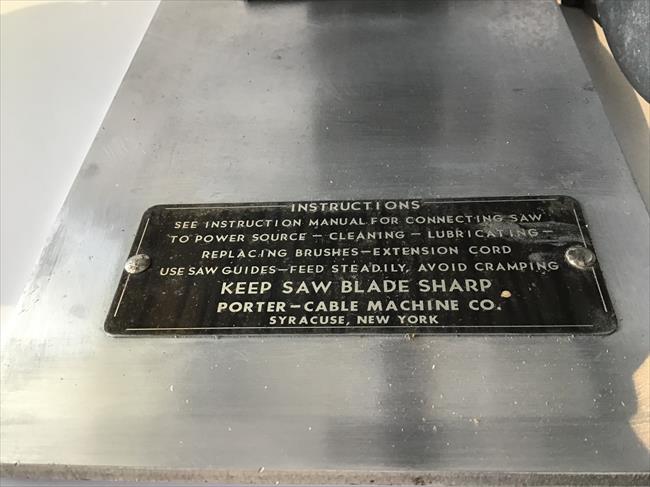 INSTRUCTIONS
SEE INSTRUCTION MANUAL FOR CONNECTING SAW
TO POWER SOURCE — CLEANING — LUBRICATING —
REPLACING BRUSHES — EXTENSION CORD
USE SAW GUIDES — FEED STEADILY, AVOID CRAMPING
KEEP SAW BLADE SHARP
PORTER-CABLE MACHINE CO.
SYRACUSE, NEW YORK